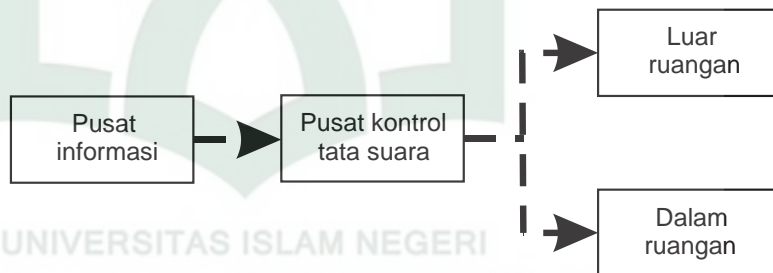 Luar
ruangan
Pusat
informasi
Pusat kontrol
tata suara
Dalam
ruangan
UNIVERSITAS ISLAM NEGERI